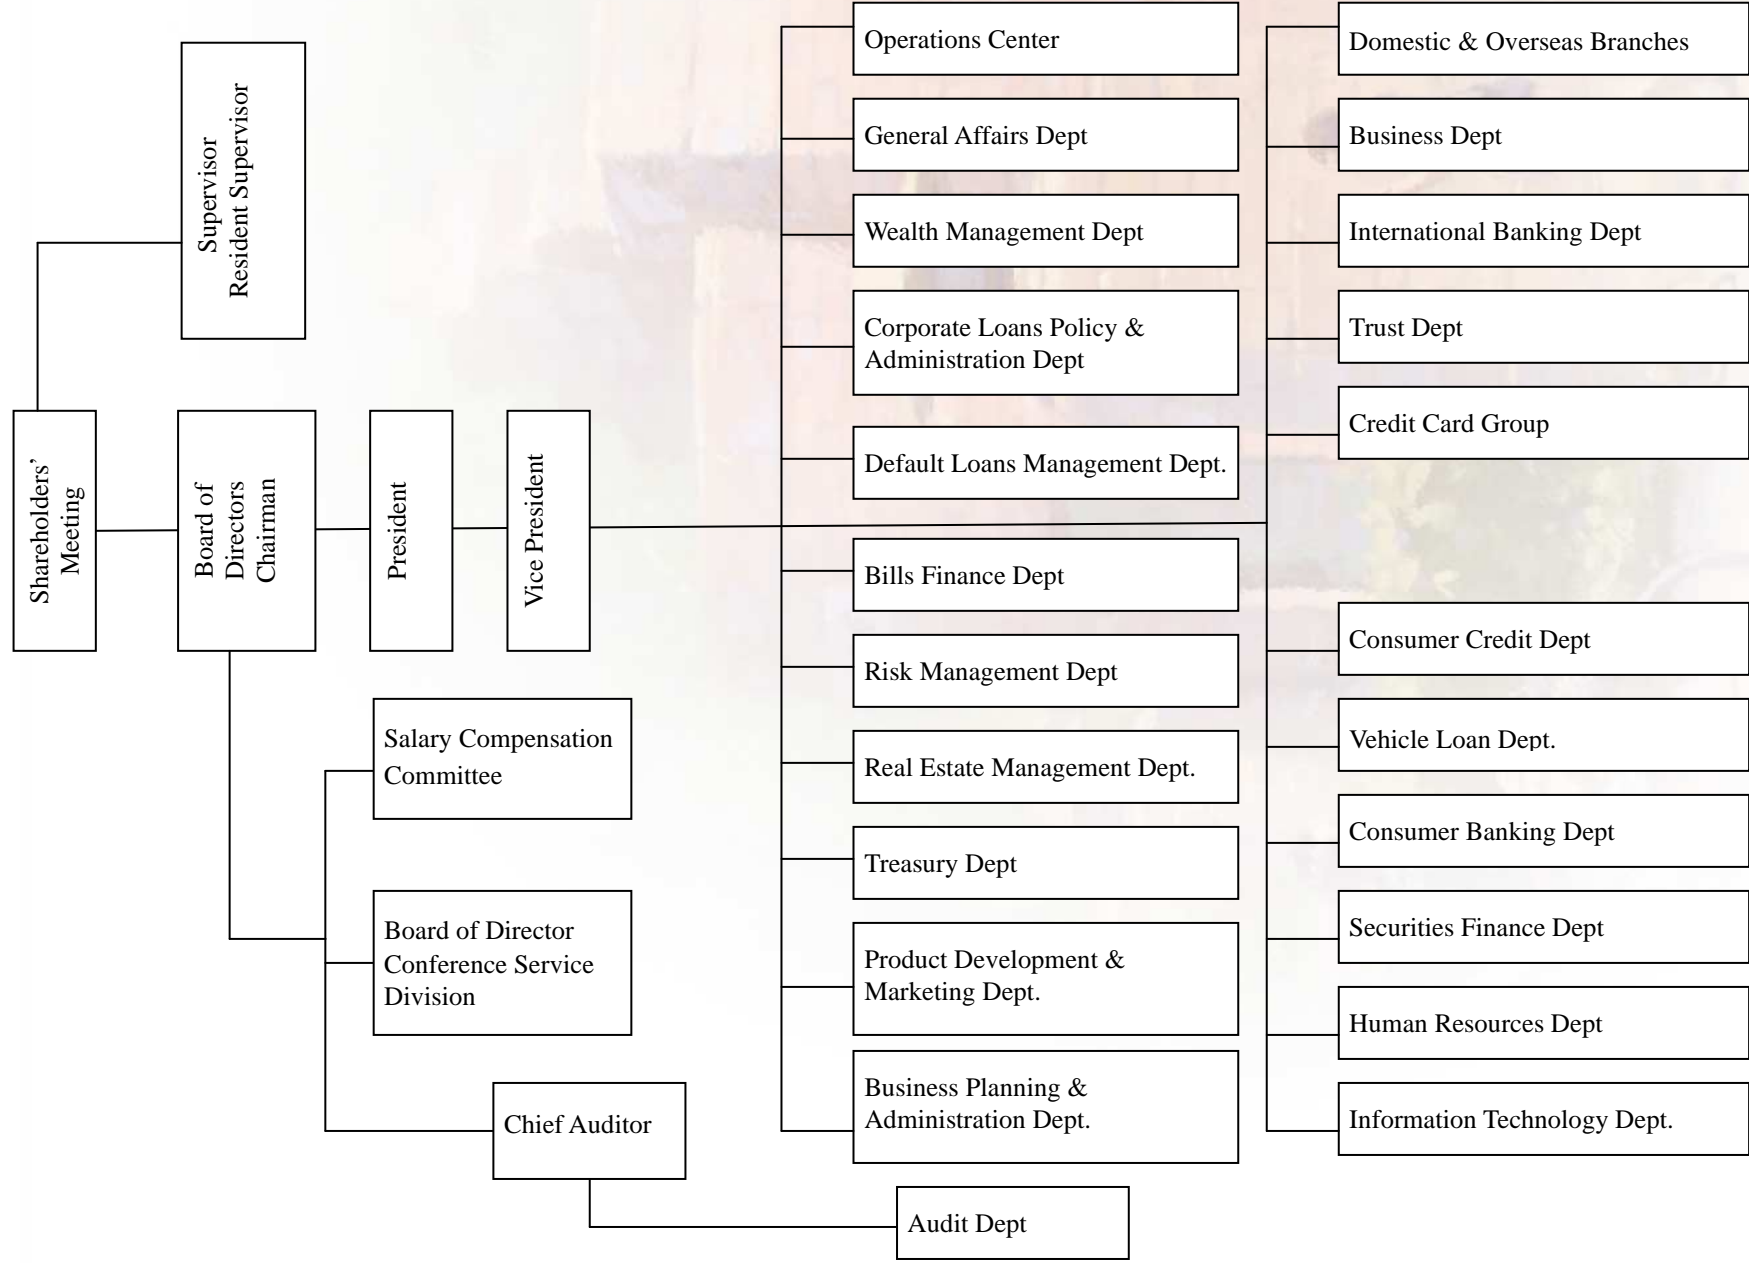 Supervisor
Resident Supervisor
Shareholders’
Meeting
Board of
Directors
Chairman
President
Vice President
Salary Compensation
Committee
Board of Director
Conference Service
Division
Chief Auditor
Audit Dept
Operations Center
General Affairs Dept
Wealth Management Dept
Corporate Loans Policy &
Administration Dept
Default Loans Management Dept.
Bills Finance Dept
Risk Management Dept
Real Estate Management Dept.
Treasury Dept
Product Development &
Marketing Dept.
Business Planning &
Administration Dept.
Domestic & Overseas Branches
Business Dept
International Banking Dept
Trust Dept
Credit Card Group
Consumer Credit Dept
Vehicle Loan Dept.
Consumer Banking Dept
Securities Finance Dept
Human Resources Dept
Information Technology Dept.